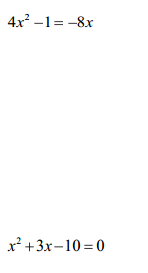 4x² – 1 = –8x
x² + 3x – 10 = 0